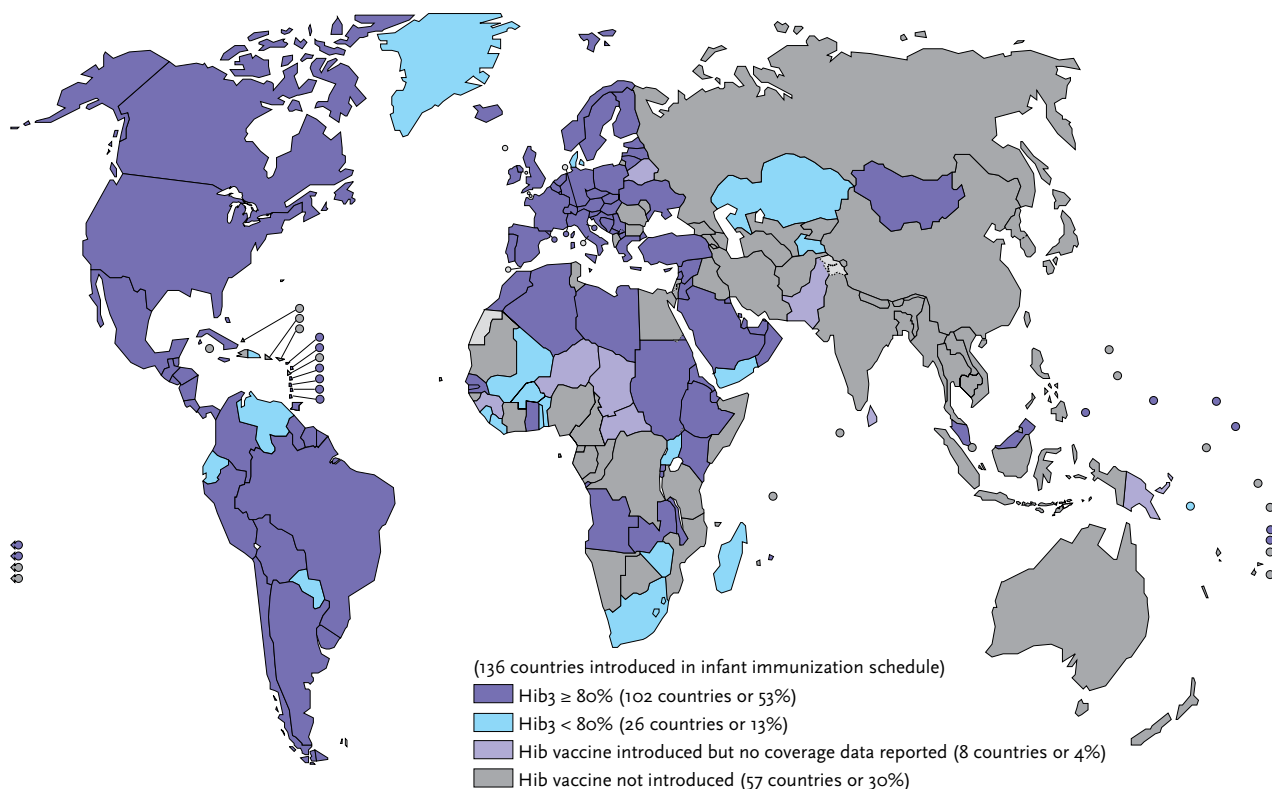 (136 countries introduced in infant immunization schedule)
Hib3 ≥ 80% (102 countries or 53%)
Hib3 < 80% (26 countries or 13%)
Hib vaccine introduced but no coverage data reported (8 countries or 4%)
Hib vaccine not introduced (57 countries or 30%)